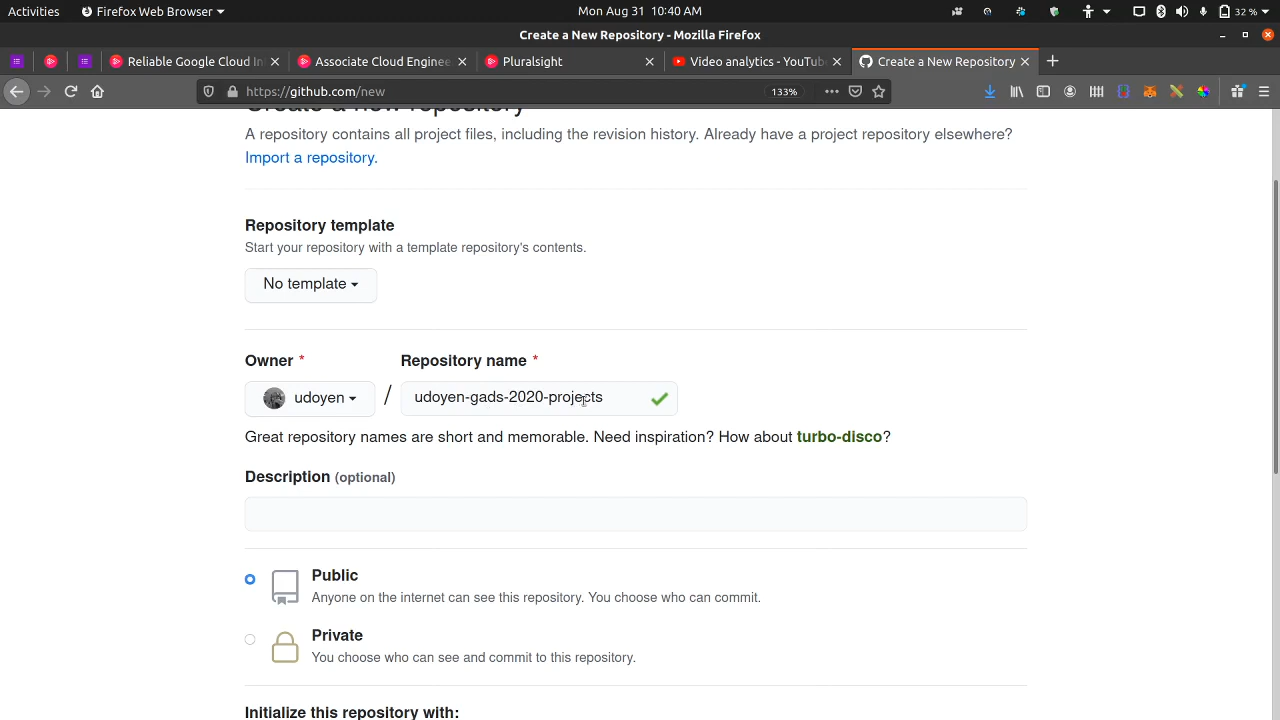 Activities
Firefox Web Browser
Mon Aug 31 10:40 AM
32 %
Create a New Repository - Mozilla Firefox
Reliable Google Cloud In
Associate Cloud Enginee
Pluralsight
Video analytics - YouTub
Create a New Repository
https://github.com/new
133%
Create a new repository
A repository contains all project files, including the revision history. Already have a project repository elsewhere?
Import a repository.
Repository template
Start your repository with a template repository's contents.
No template
Owner *
Repository name *
udoyen
/
udoyen-gads-2020-projects
Great repository names are short and memorable. Need inspiration? How about turbo-disco?
Description (optional)
Public
Anyone on the internet can see this repository. You choose who can commit.
Private
You choose who can see and commit to this repository.
Initialize this repository with: